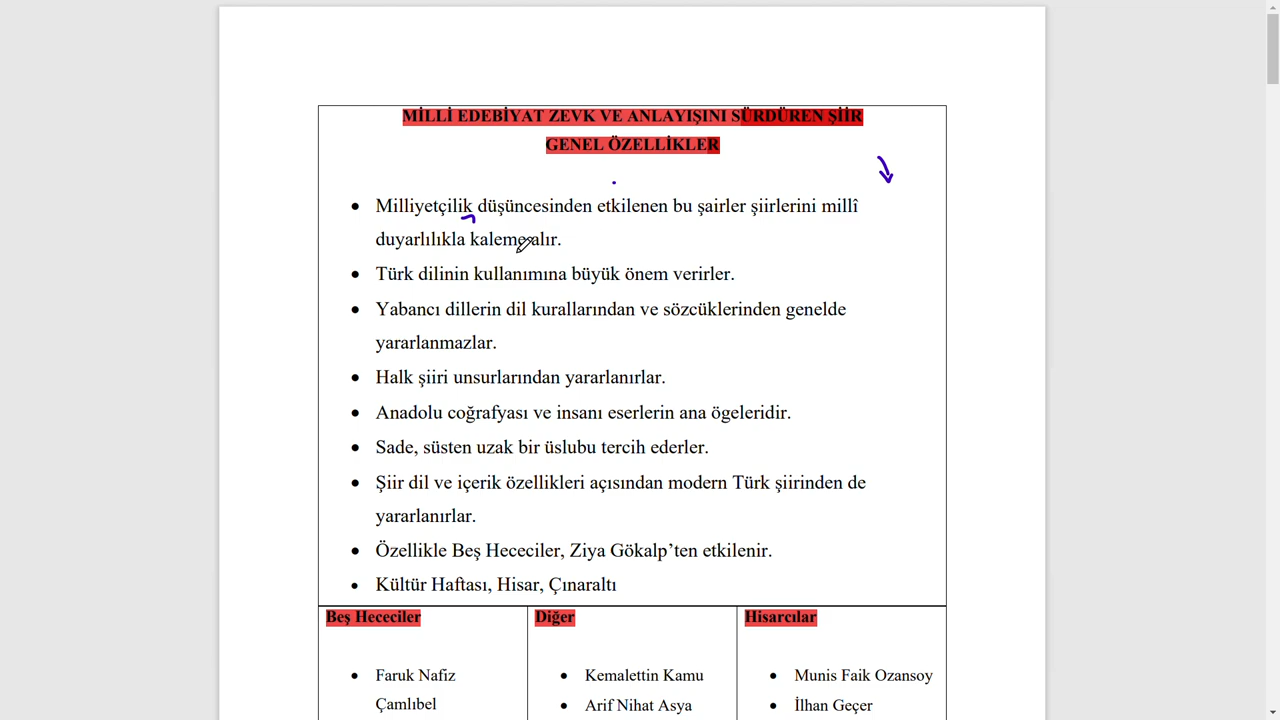 MİLLİ EDEBİYAT ZEVK VE ANLAYIŞINI SÜRDÜREN ŞİİR
GENEL ÖZELLİKLER
• Milliyetçilik düşüncesinden etkilenen bu şairler şiirlerini millî
duyarlılıkla kaleme alır.
• Türk dilinin kullanımına büyük önem verirler.
• Yabancı dillerin dil kurallarından ve sözcüklerinden genelde
yararlanmazlar.
• Halk şiiri unsurlarından yararlanırlar.
• Anadolu coğrafyası ve insanı eserlerin ana ögeleridir.
• Sade, süsten uzak bir üslubu tercih ederler.
• Şiir dil ve içerik özellikleri açısından modern Türk şiirinden de
yararlanırlar.
• Özellikle Beş Hececiler, Ziya Gökalp’ten etkilenir.
• Kültür Haftası, Hisar, Çınaraltı
Beş Hececiler
• Faruk Nafiz
Çamlıbel
Diğer
• Kemalettin Kamu
• Arif Nihat Asya
Hisarcılar
• Munis Faik Ozansoy
• İlhan Geçer